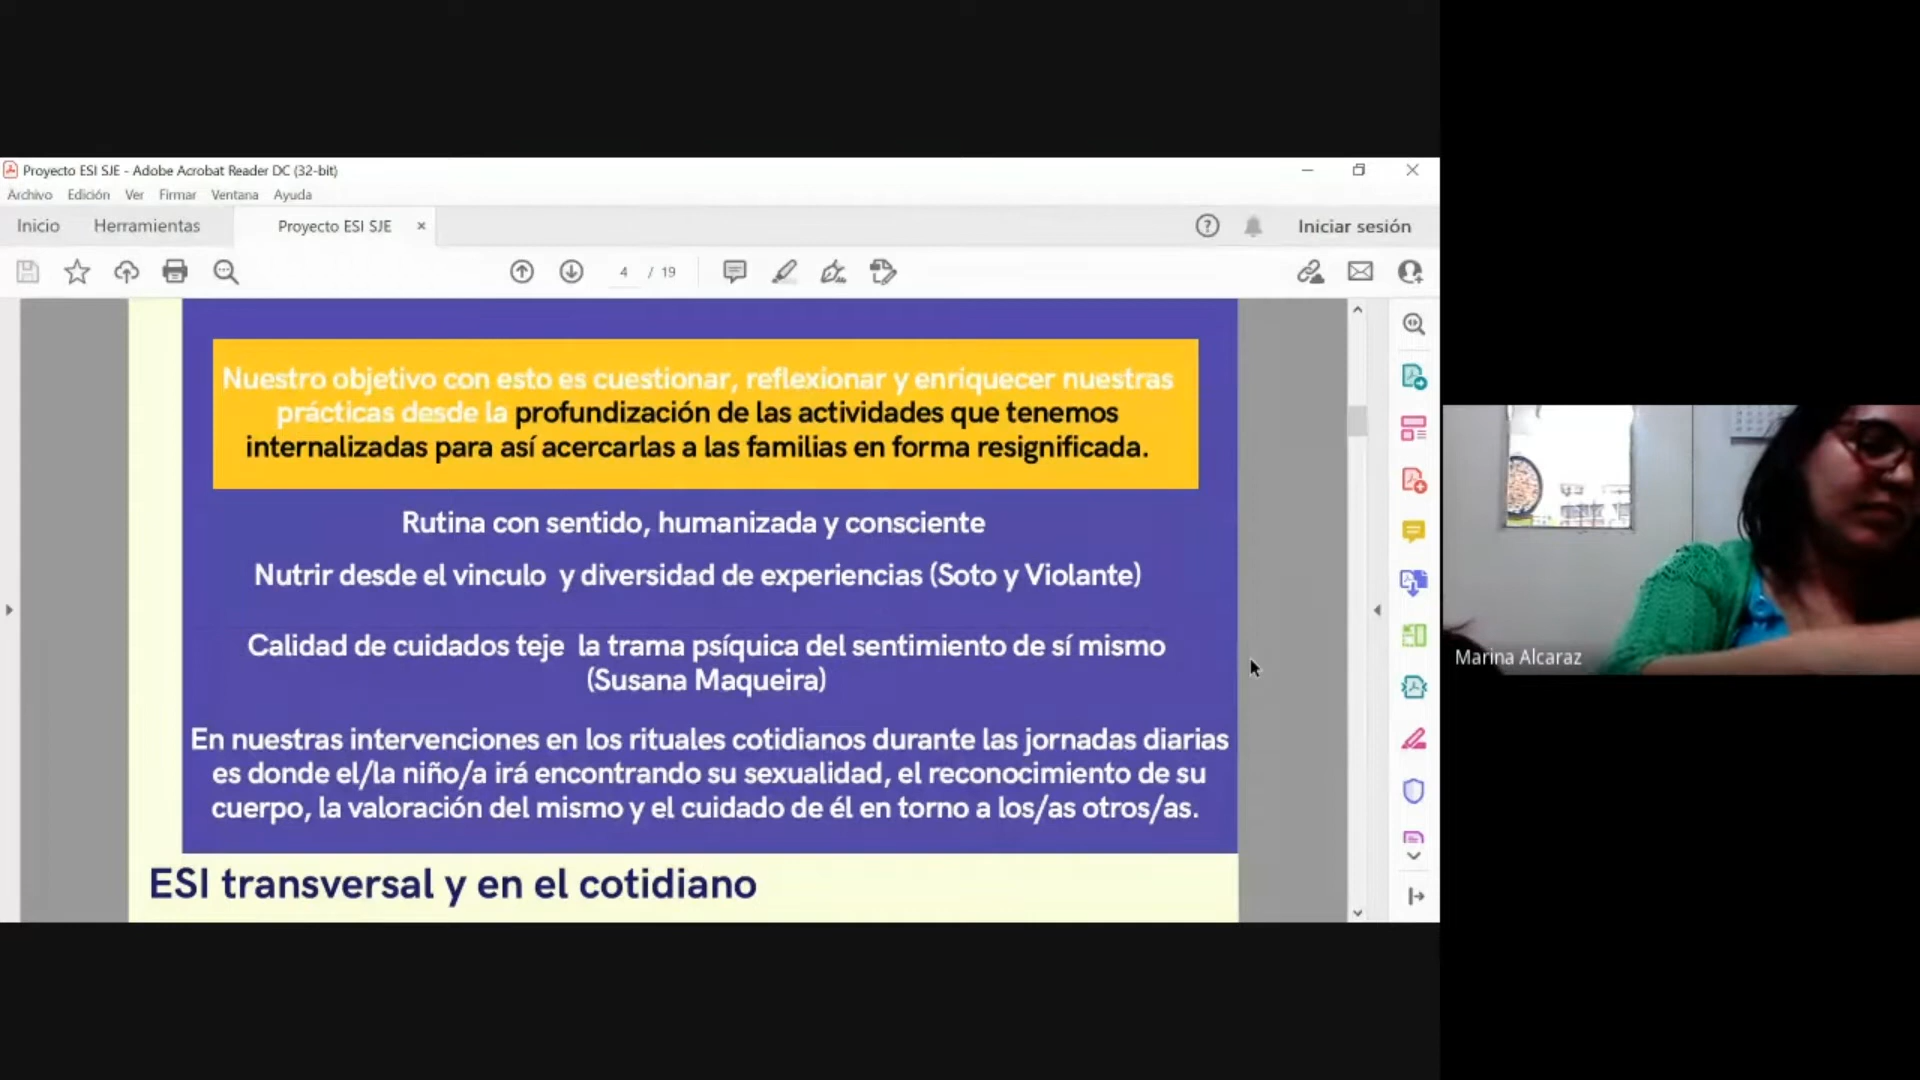 Proyecto ESI SJE - Adobe Acrobat Reader DC (32-bit)
Archivo Edición Ver Firmar Ventana Ayuda
Inicio Herramientas Proyecto ESI SJE × Iniciar sesión
4 / 19
Nuestro objetivo con esto es cuestionar, reflexionar y enriquecer nuestras
prácticas desde la profundización de las actividades que tenemos
internalizadas para así acercarlas a las familias en forma resignificada.
Rutina con sentido, humanizada y consciente
Nutrir desde el vinculo y diversidad de experiencias (Soto y Violante)
Calidad de cuidados teje la trama psíquica del sentimiento de sí mismo
(Susana Maqueira)
En nuestras intervenciones en los rituales cotidianos durante las jornadas diarias
es donde el/la niño/a irá encontrando su sexualidad, el reconocimiento de su
cuerpo, la valoración del mismo y el cuidado de él en torno a los/as otros/as.
ESI transversal y en el cotidiano
Marina Alcaraz